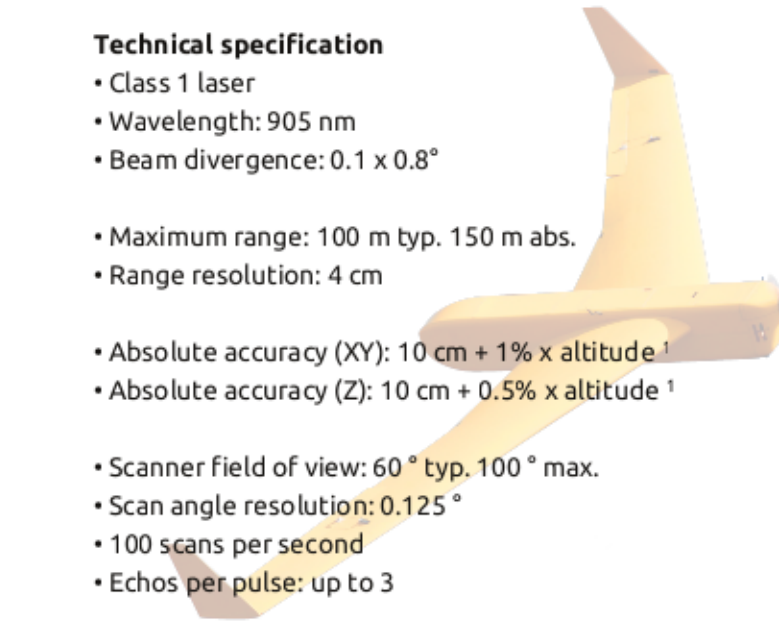 Technical specification
• Class 1 laser
• Wavelength: 905 nm
• Beam divergence: 0.1 x 0.8°
• Maximum range: 100 m typ. 150 m abs.
• Range resolution: 4 cm
• Absolute accuracy (XY): 10 cm + 1% x altitude ¹
• Absolute accuracy (Z): 10 cm + 0.5% x altitude ¹
• Scanner field of view: 60 ° typ. 100 ° max.
• Scan angle resolution: 0.125 °
• 100 scans per second
• Echos per pulse: up to 3